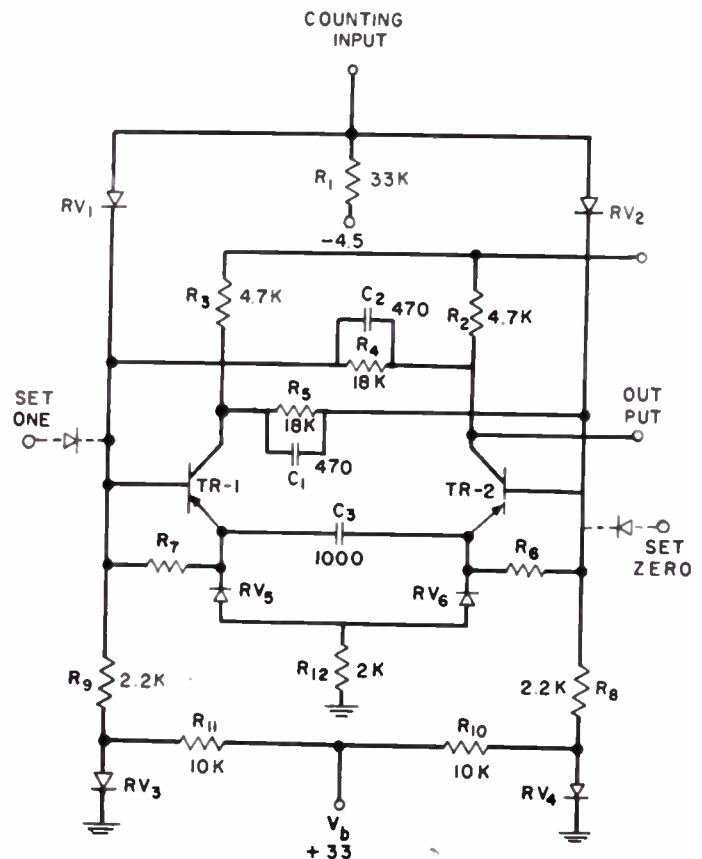 COUNTING
INPUT
R1 33K
-4.5
RV1
RV2
R3 4.7K
C2 470
R2 4.7K
R4
18K
SET
ONE
R5
18K
OUT
PUT
C1 470
TR-1
TR-2
C3
1000
R7
R6
SET
ZERO
RV5
RV6
R12 2K
R9 2.2K
2.2K R8
R11
10K
R10
10K
RV3
RV4
Vb
+33